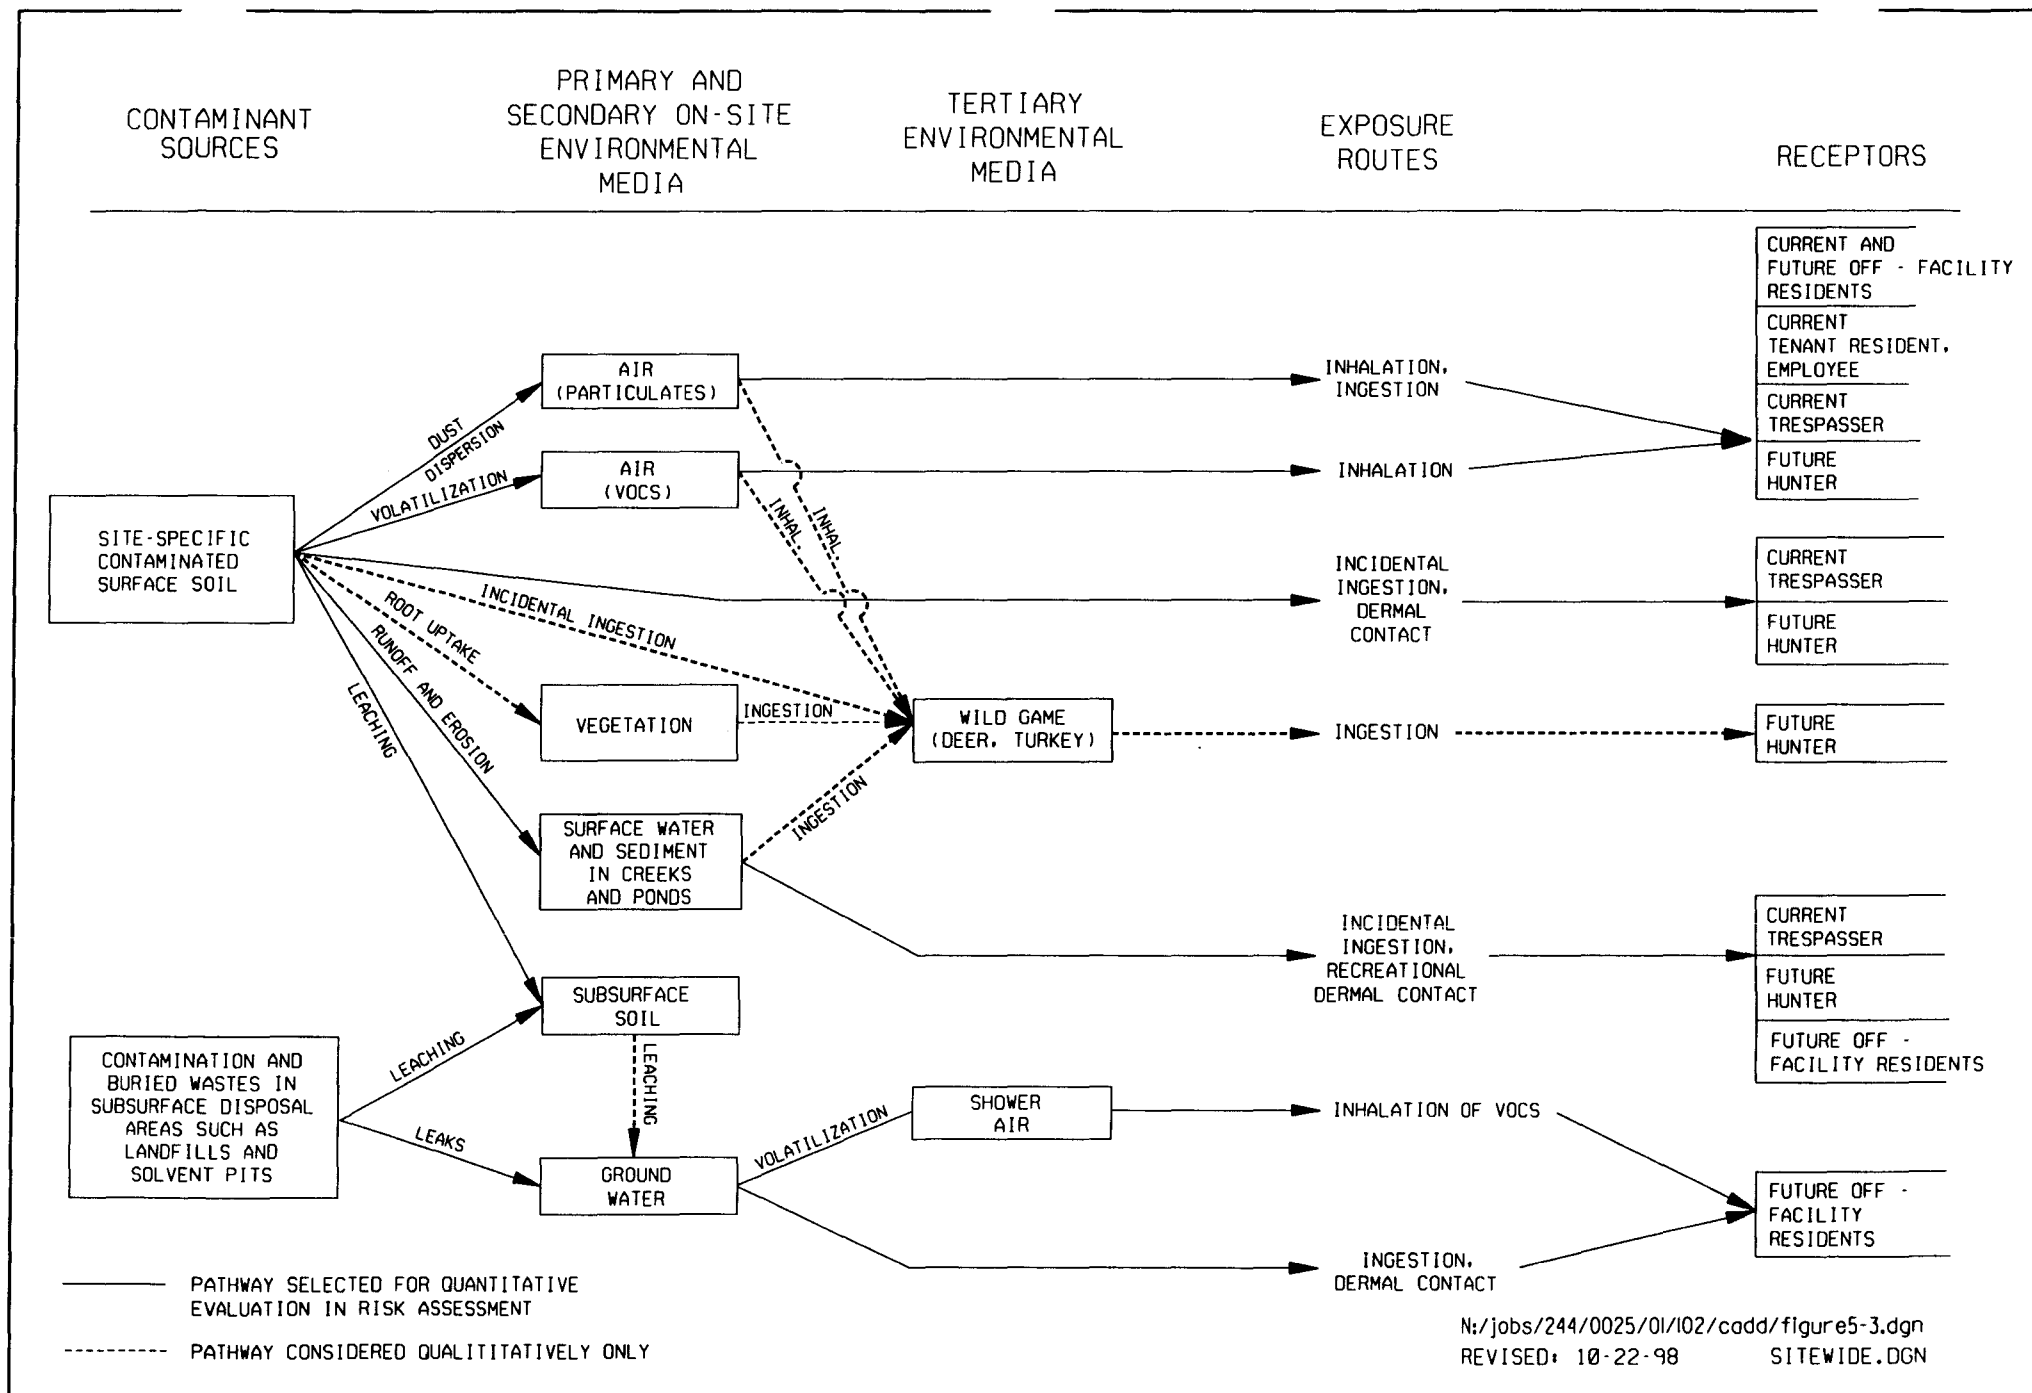 CONTAMINANT
SOURCES
PRIMARY AND
SECONDARY ON-SITE
ENVIRONMENTAL
MEDIA
TERTIARY
ENVIRONMENTAL
MEDIA
EXPOSURE
ROUTES
RECEPTORS
SITE-SPECIFIC
CONTAMINATED
SURFACE SOIL
CONTAMINATION AND
BURIED WASTES IN
SUBSURFACE DISPOSAL
AREAS SUCH AS
LANDFILLS AND
SOLVENT PITS
DUST
DISPERSION
VOLATILIZATION
INCIDENTAL INGESTION
ROOT UPTAKE
RUNOFF AND EROSION
LEACHING
LEACHING
LEAKS
AIR
(PARTICULATES)
AIR
(VOCS)
VEGETATION
SURFACE WATER
AND SEDIMENT
IN CREEKS
AND PONDS
SUBSURFACE
SOIL
LEACHING
GROUND
WATER
INHAL.
INHAL.
INGESTION
INGESTION
VOLATILIZATION
WILD GAME
(DEER, TURKEY)
SHOWER
AIR
INHALATION,
INGESTION
INHALATION
INCIDENTAL
INGESTION,
DERMAL
CONTACT
INGESTION
INCIDENTAL
INGESTION,
RECREATIONAL
DERMAL CONTACT
INHALATION OF VOCS
INGESTION,
DERMAL CONTACT
CURRENT AND
FUTURE OFF - FACILITY
RESIDENTS
CURRENT
TENANT RESIDENT,
EMPLOYEE
CURRENT
TRESPASSER
FUTURE
HUNTER
CURRENT
TRESPASSER
FUTURE
HUNTER
FUTURE
HUNTER
CURRENT
TRESPASSER
FUTURE
HUNTER
FUTURE OFF -
FACILITY RESIDENTS
FUTURE OFF -
FACILITY
RESIDENTS
PATHWAY SELECTED FOR QUANTITATIVE
EVALUATION IN RISK ASSESSMENT
PATHWAY CONSIDERED QUALITITATIVELY ONLY
N:/jobs/244/0025/01/102/cadd/figure5-3.dgn
REVISED: 10-22-98 SITEWIDE.DGN